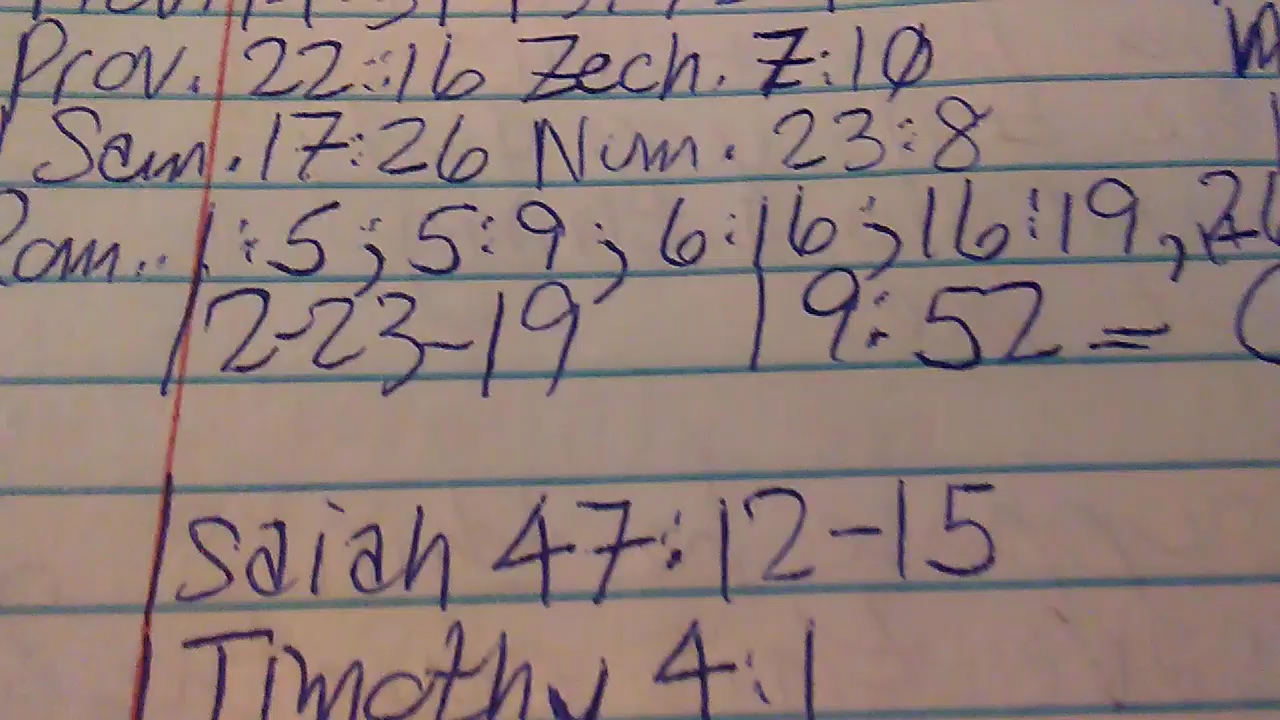 Prov. 22:16 Zech. Z:10
Sam. 17:26 Num. 23:8
Rom.. 1:5; 5:9; 6:16; 16:19,
12-23-19 19:52 = (
Isaiah 47:12-15
Timothy 4:1